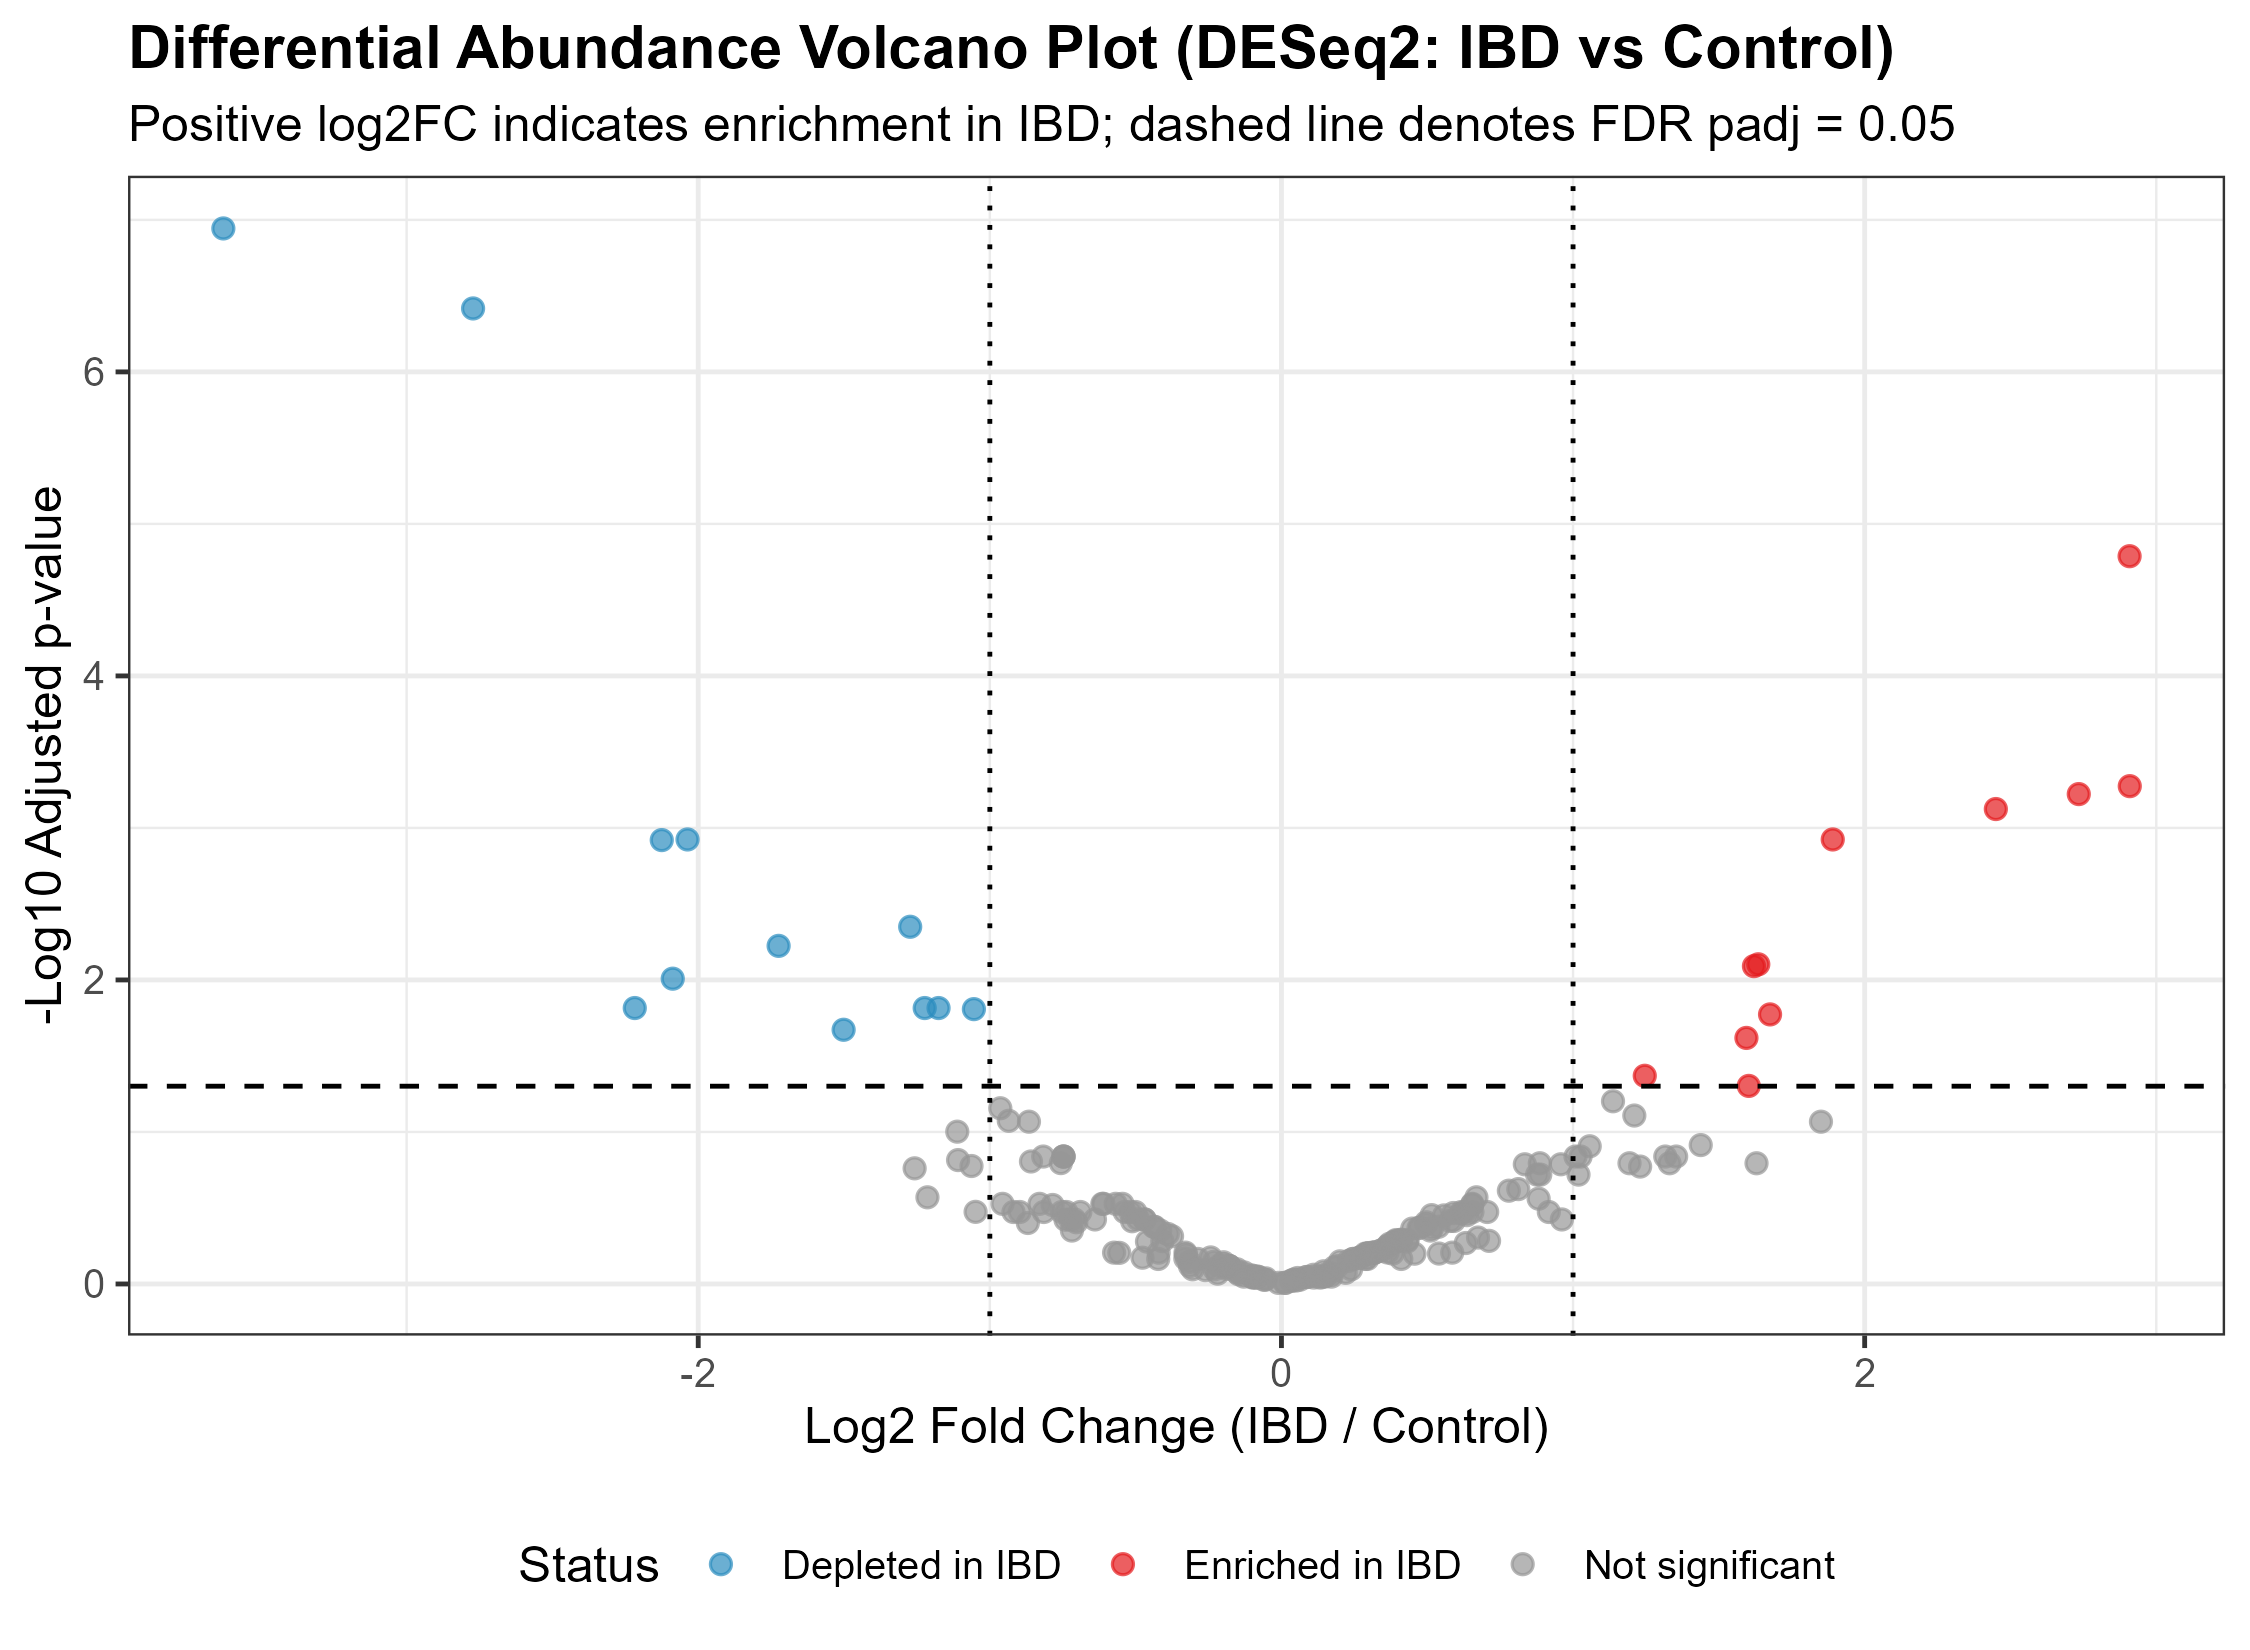 Differential Abundance Volcano Plot (DESeq2: IBD vs Control)
Positive log2FC indicates enrichment in IBD; dashed line denotes FDR padj = 0.05
-Log10 Adjusted p-value
6
4
2
0
-2
0
2
Log2 Fold Change (IBD / Control)
Status
Depleted in IBD
Enriched in IBD
Not significant